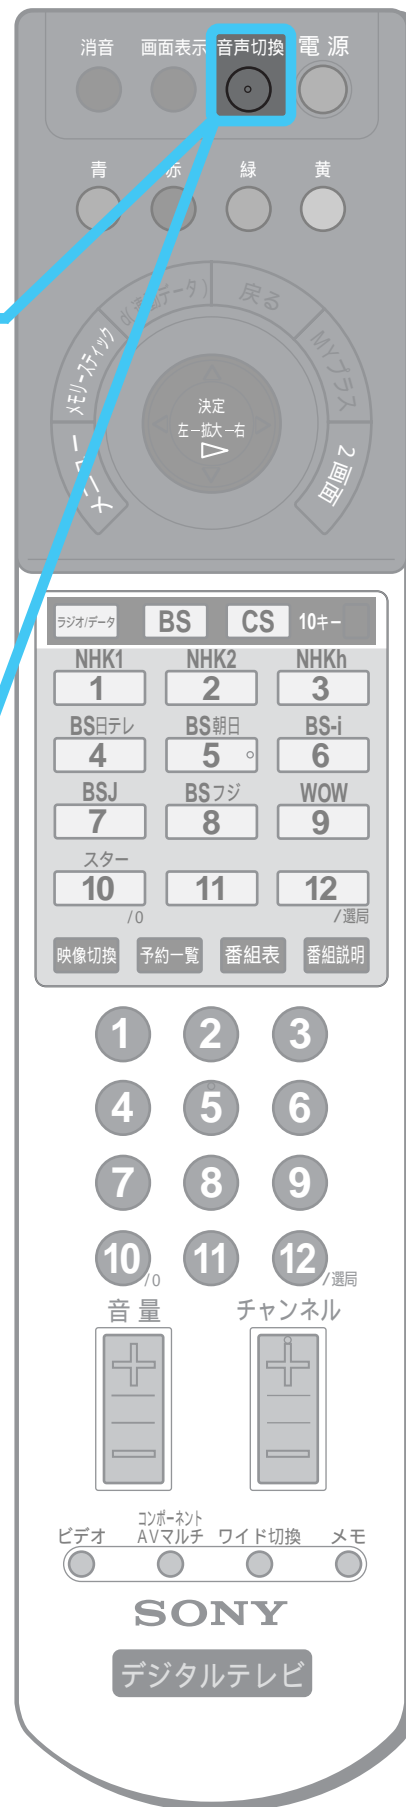 消音 画面表示 音声切換 電源
青 赤 緑 黄
メモリースティック d(連動データ) 戻る MYプラス
メニュー 2画面
決定
左−拡大−右
ラジオ/データ BS CS 10キー
NHK1 NHK2 NHKh
1 2 3
BS日テレ BS朝日 BS-i
4 5 6
BSJ BSフジ WOW
7 8 9
スター
10 11 12
/0 /選局
映像切換 予約一覧 番組表 番組説明
1 2 3
4 5 6
7 8 9
10/0 11 12/選局
音量 チャンネル
+ +
− −
コンポーネント
ビデオ AVマルチ ワイド切換 メモ
SONY
デジタルテレビ